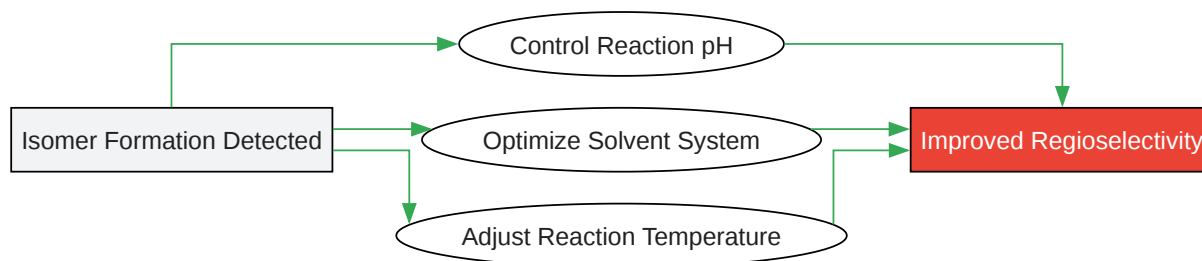 Control Reaction pH
Isomer Formation Detected
Optimize Solvent System
Improved Regioselectivity
Adjust Reaction Temperature